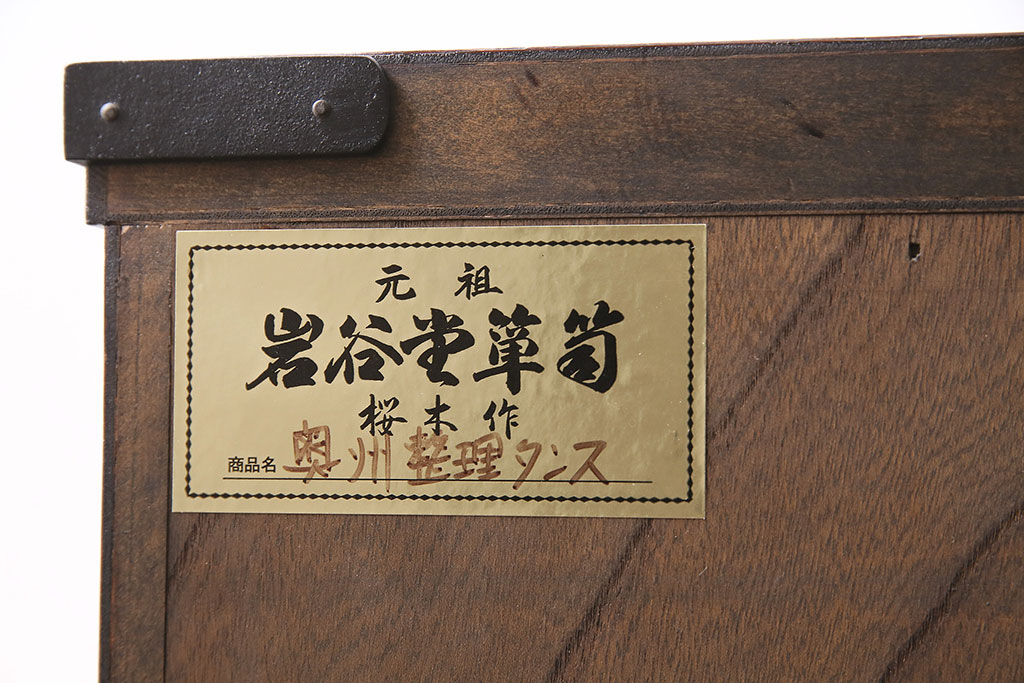 元祖
岩谷堂箪笥
桜木作
商品名 奥州整理タンス